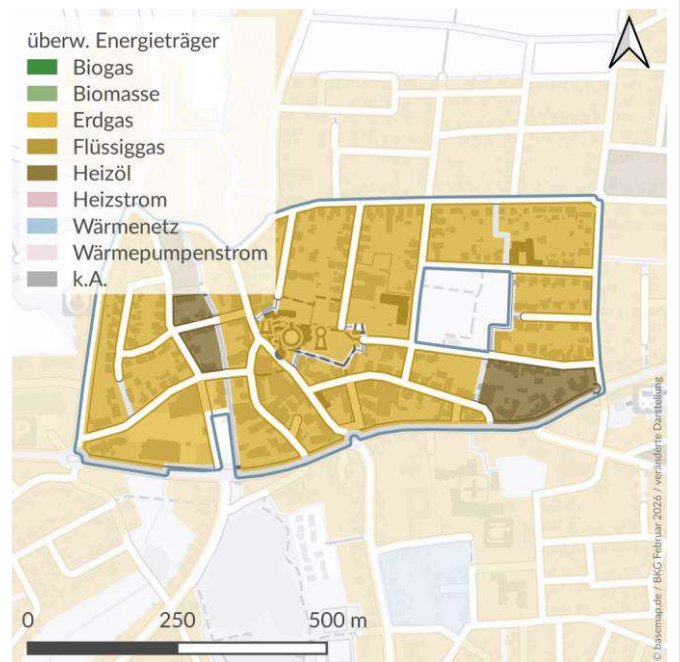 überw. Energieträger
Biogas
Biomasse
Erdgas
Flüssiggas
Heizöl
Heizstrom
Wärmenetz
Wärmepumpenstrom
k.A.
P
© basemap.de / BKG Februar 2026 / veränderte Darstellung
0 250 500 m